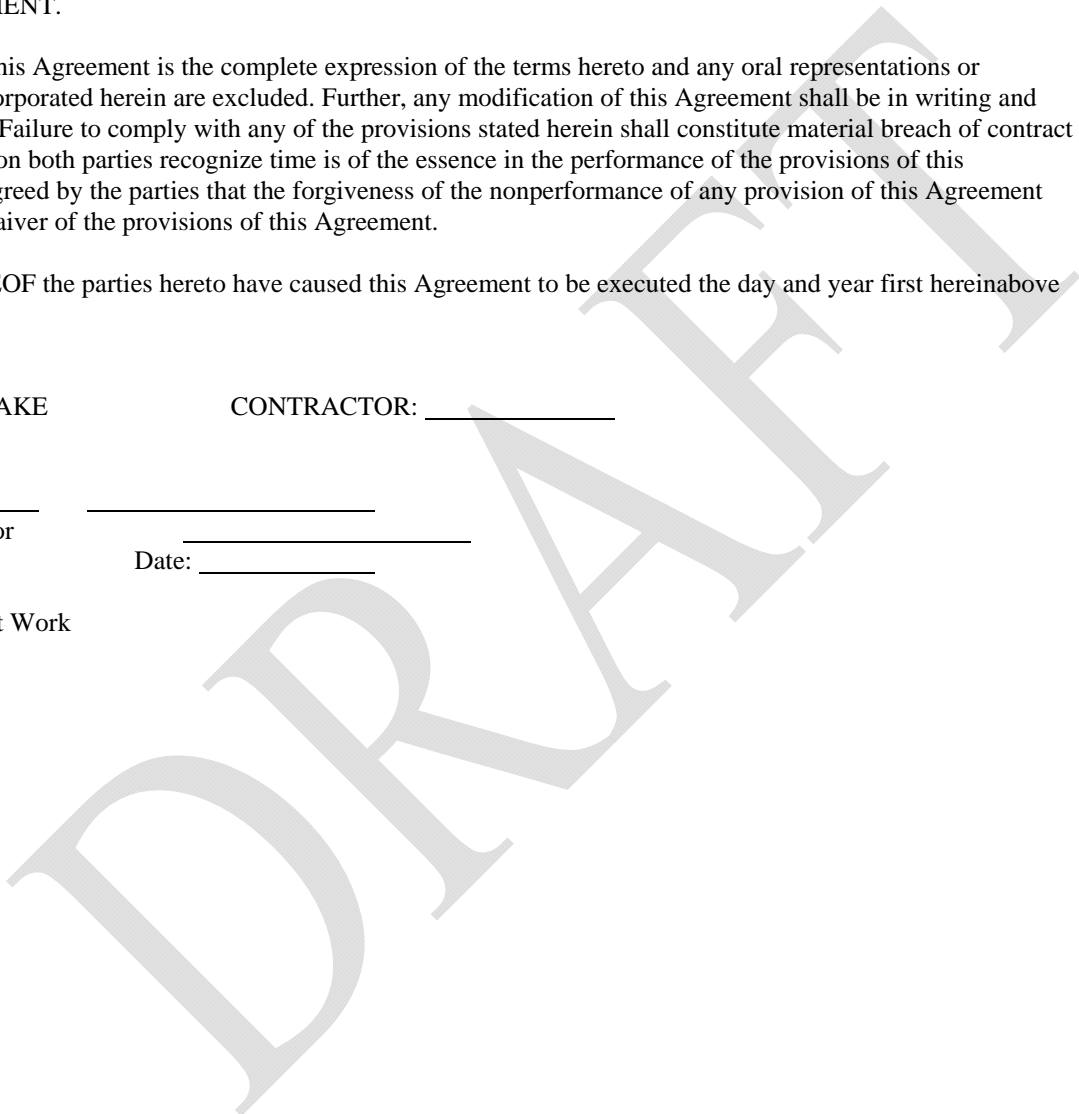 MENT.
his Agreement is the complete expression of the terms hereto and any oral representations or
orporated herein are excluded. Further, any modification of this Agreement shall be in writing and
Failure to comply with any of the provisions stated herein shall constitute material breach of contract
on both parties recognize time is of the essence in the performance of the provisions of this
greed by the parties that the forgiveness of the nonperformance of any provision of this Agreement
aiver of the provisions of this Agreement.
EOF the parties hereto have caused this Agreement to be executed the day and year first hereinabove
AKE CONTRACTOR:
or
Date:
t Work
DRAFT